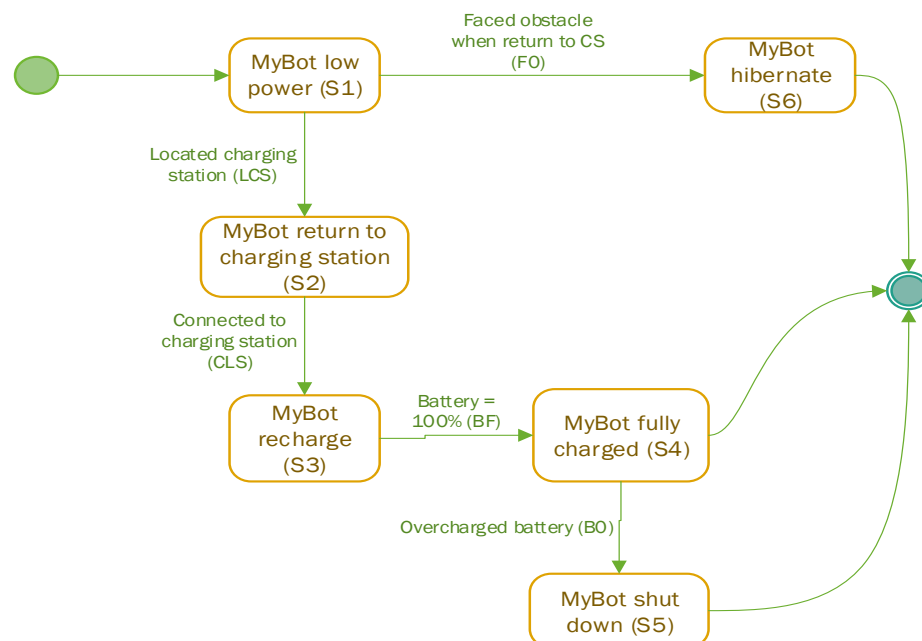 Faced obstacle
when return to CS
(FO)
MyBot low
power (S1)
MyBot
hibernate (S6)
Located charging
station (LCS)
MyBot return to
charging station
(S2)
Connected to
charging station
(CLS)
MyBot
recharge
(S3)
Battery =
100% (BF)
MyBot fully
charged (S4)
Overcharged battery (BO)
MyBot shut
down (S5)